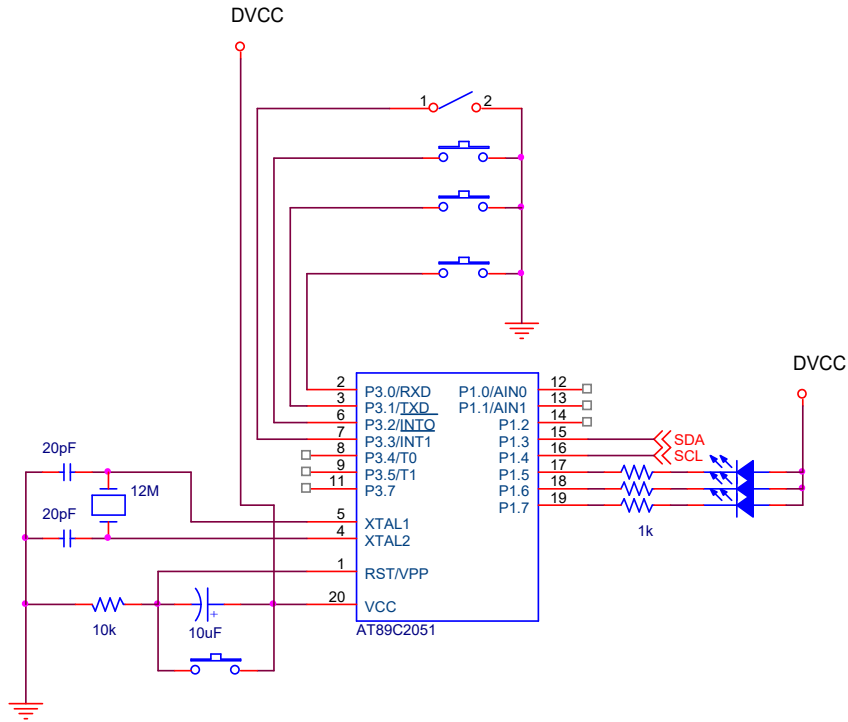 DVCC
1 2
DVCC
2 P3.0/RXD P1.0/AIN0 12
3 P3.1/TXD P1.1/AIN1 13
6 P3.2/INTO P1.2 14
7 P3.3/INT1 P1.3 15 SDA
8 P3.4/T0 P1.4 16 SCL
9 P3.5/T1 P1.5 17
11 P3.7 P1.6 18
P1.7 19
20pF
12M
20pF
5 XTAL1
4 XTAL2
1k
1 RST/VPP
20 VCC
10k 10uF +
AT89C2051